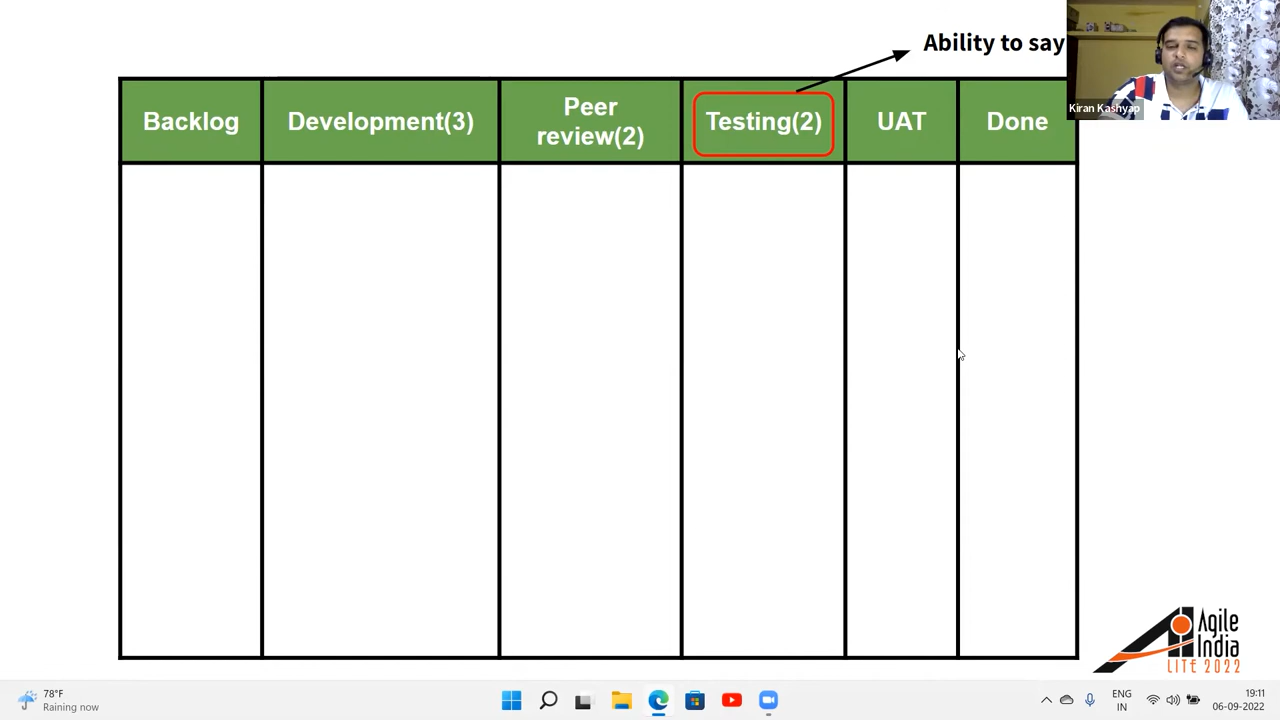 Ability to say
Kiran Kashyap
Backlog
Development(3)
Peer
review(2)
Testing(2)
UAT
Done
Agile
India
LITE 2022
78°F
Raining now
ENG
IN
19:11
06-09-2022